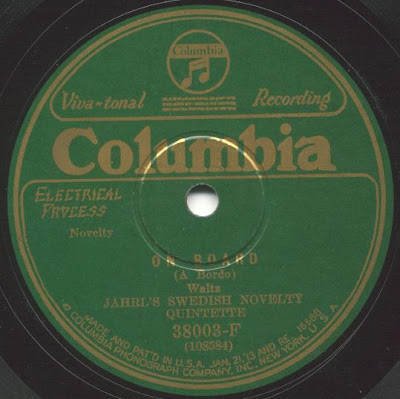 Columbia
Viva-tonal Recording
Columbia
ELECTRICAL
PROCESS
Novelty
ON BOARD
(A Bordo)
Waltz
JAHRL'S SWEDISH NOVELTY
QUINTETTE
38003-F
(108584)
MADE AND PAT'D IN U.S.A. JAN. 21,'13 AND RE 16588
© COLUMBIA PHONOGRAPH COMPANY, INC. NEW YORK, U.S.A.